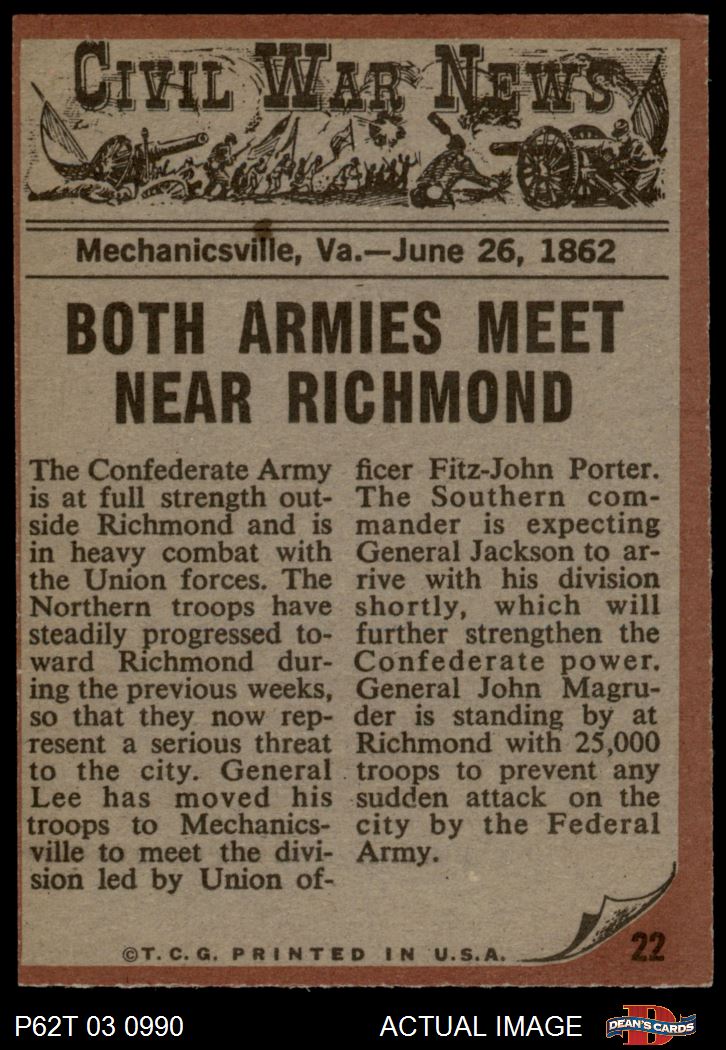 CIVIL WAR NEWS
Mechanicsville, Va.—June 26, 1862
BOTH ARMIES MEET
NEAR RICHMOND
The Confederate Army
is at full strength out-
side Richmond and is
in heavy combat with
the Union forces. The
Northern troops have
steadily progressed to-
ward Richmond dur-
ing the previous weeks,
so that they now rep-
resent a serious threat
to the city. General
Lee has moved his
troops to Mechanics-
ville to meet the divi-
sion led by Union of-
ficer Fitz-John Porter.
The Southern com-
mander is expecting
General Jackson to ar-
rive with his division
shortly, which will
further strengthen the
Confederate power.
General John Magru-
der is standing by at
Richmond with 25,000
troops to prevent any
sudden attack on the
city by the Federal
Army.
©T.C.G. PRINTED IN U.S.A.
22
P62T 03 0990
ACTUAL IMAGE
D
DEAN'S CARDS